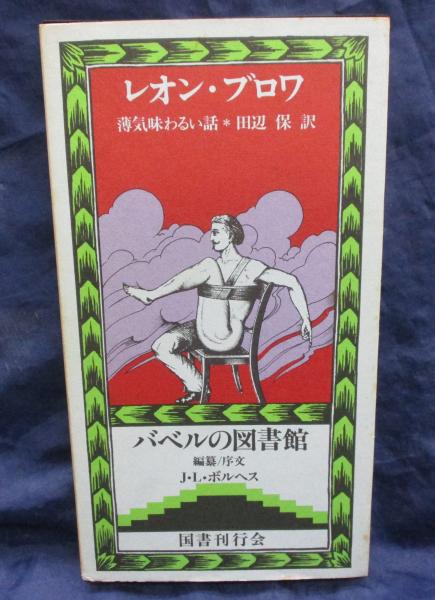 レオン・ブロワ
薄気味わるい話＊田辺 保 訳
バベルの図書館
編纂/序文
J・L・ボルヘス
国書刊行会